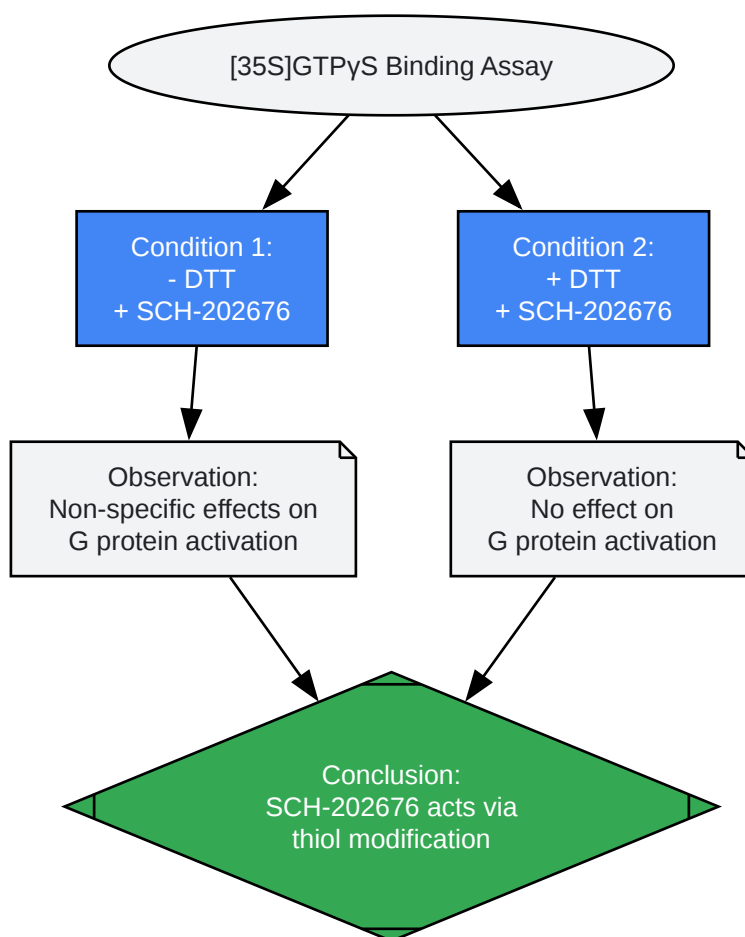 [35S]GTPγS Binding Assay
Condition 1:
- DTT
+ SCH-202676
Condition 2:
+ DTT
+ SCH-202676
Observation:
Non-specific effects on
G protein activation
Observation:
No effect on
G protein activation
Conclusion:
SCH-202676 acts via
thiol modification